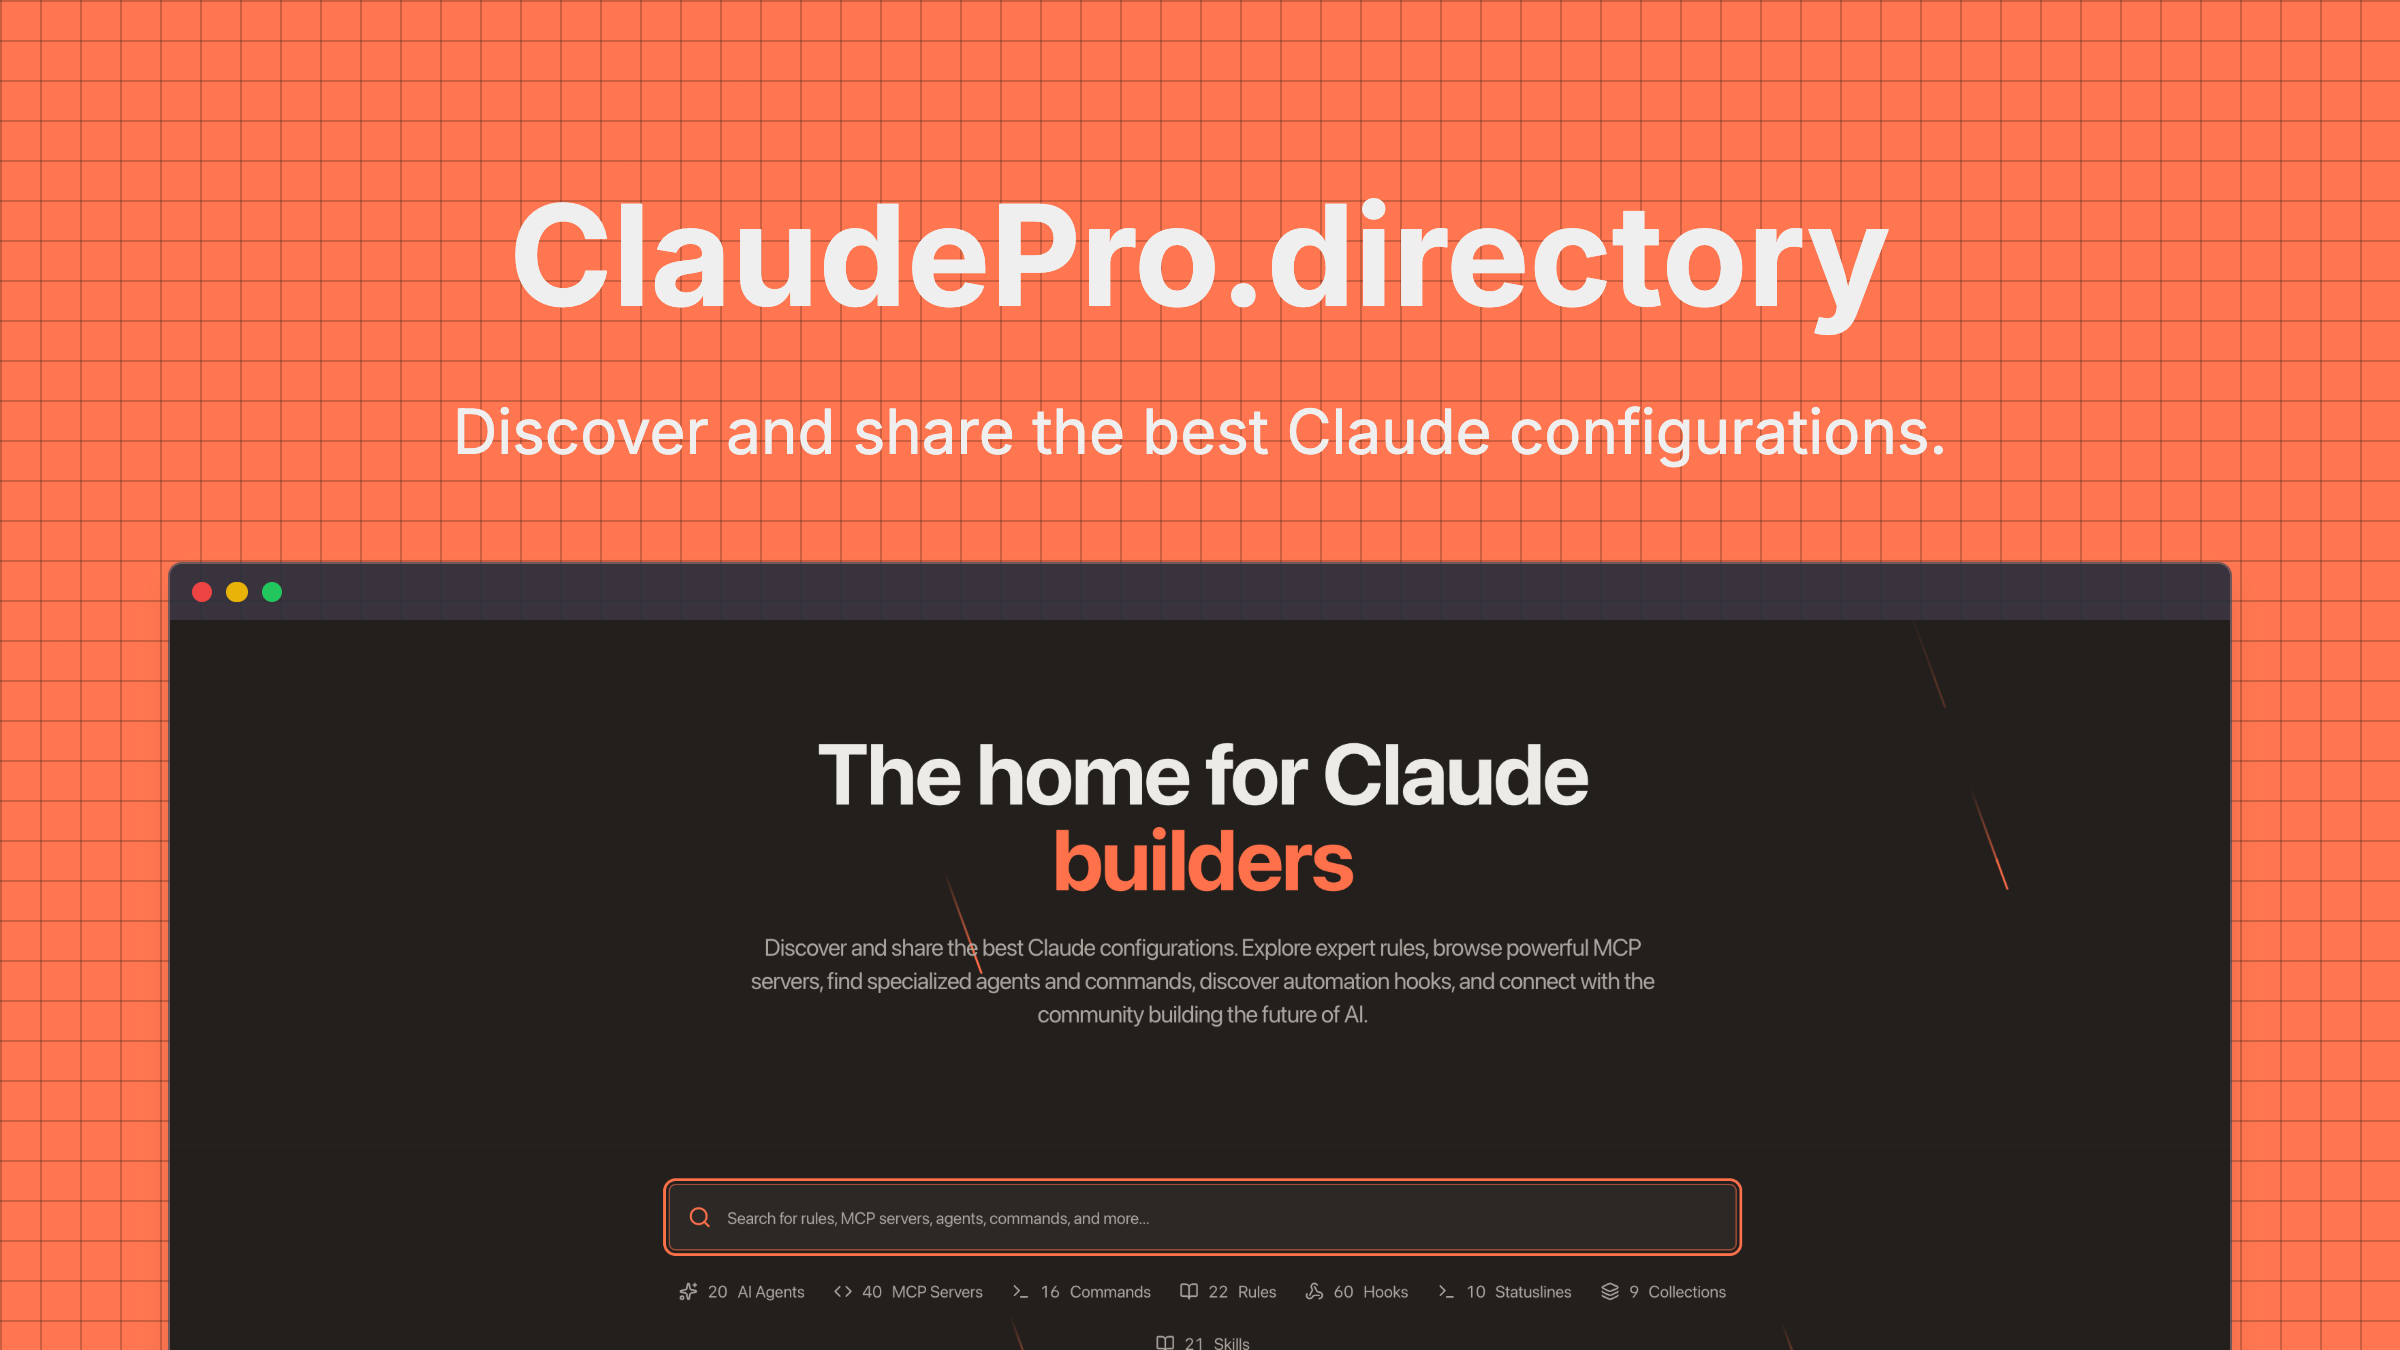 ClaudePro.directory
Discover and share the best Claude configurations.
The home for Claude
builders
Discover and share the best Claude configurations. Explore expert rules, browse powerful MCP
servers, find specialized agents and commands, discover automation hooks, and connect with the
community building the future of AI.
Search for rules, MCP servers, agents, commands, and more...
20 AI Agents 40 MCP Servers 16 Commands 22 Rules 60 Hooks 10 Statuslines 9 Collections
21 Skills